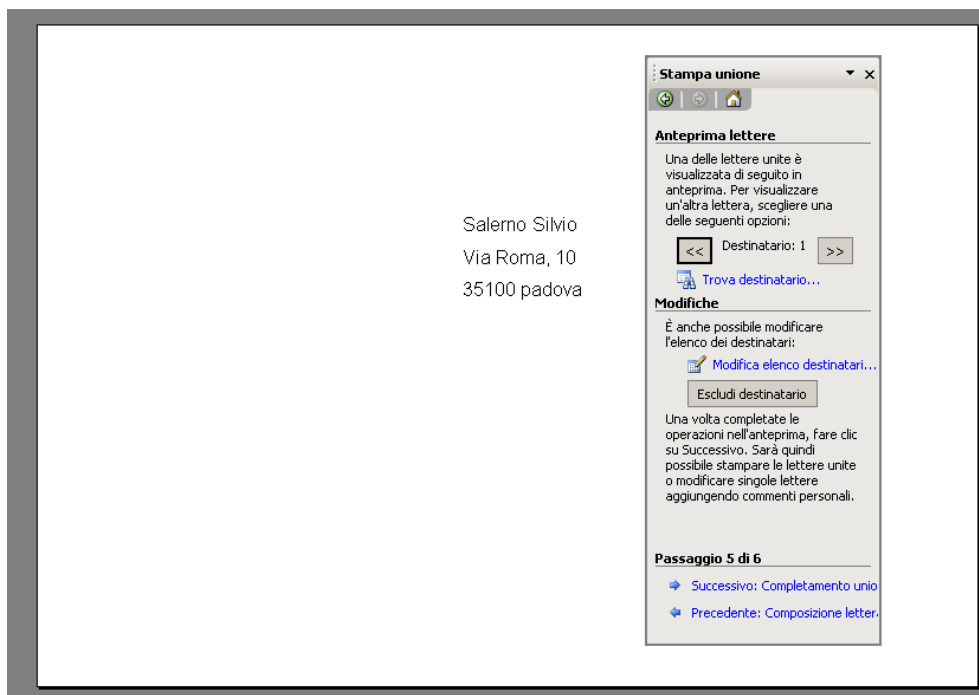 Salerno Silvio
Via Roma, 10
35100 padova
Stampa unione
Anteprima lettere
Una delle lettere unite è
visualizzata di seguito in
anteprima. Per visualizzare
un'altra lettera, scegliere una
delle seguenti opzioni:
<< Destinatario: 1 >>
Trova destinatario...
Modifiche
È anche possibile modificare
l'elenco dei destinatari:
Modifica elenco destinatari...
Escludi destinatario
Una volta completate le
operazioni nell'anteprima, fare clic
su Successivo. Sarà quindi
possibile stampare le lettere unite
o modificare singole lettere
aggiungendo commenti personali.
Passaggio 5 di 6
Successivo: Completamento unio
Precedente: Composizione letter